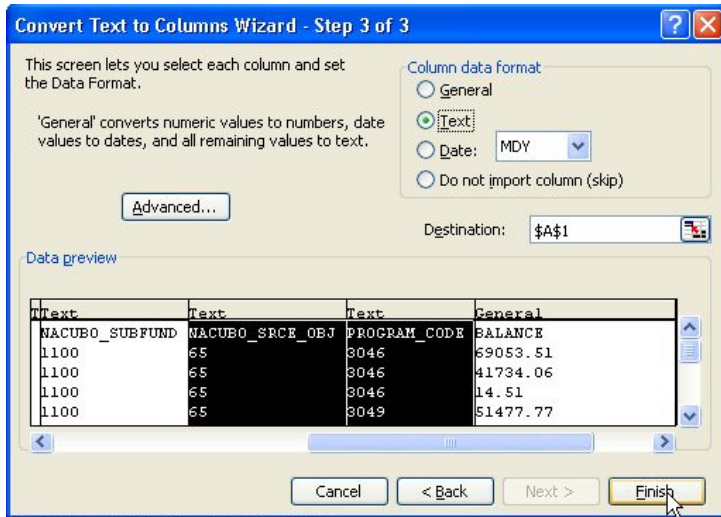 Convert Text to Columns Wizard - Step 3 of 3
This screen lets you select each column and set
the Data Format.
'General' converts numeric values to numbers, date
values to dates, and all remaining values to text.
Advanced...
Column data format
General
Text
Date: MDY
Do not import column (skip)
Destination: $A$1
Data preview
T Text Text Text General
NACUBO_SUBFUND NACUBO_SRCE_OBJ PROGRAM_CODE BALANCE
1100 65 3046 69053.51
1100 65 3046 41734.06
1100 65 3046 14.51
1100 65 3049 51477.77
Cancel < Back Next > Finish